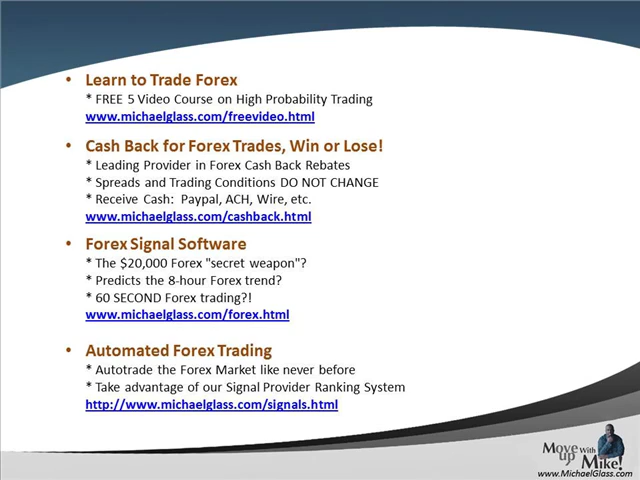 • Learn to Trade Forex
* FREE 5 Video Course on High Probability Trading
www.michaelglass.com/freevideo.html
• Cash Back for Forex Trades, Win or Lose!
* Leading Provider in Forex Cash Back Rebates
* Spreads and Trading Conditions DO NOT CHANGE
* Receive Cash:  Paypal, ACH, Wire, etc.
www.michaelglass.com/cashback.html
• Forex Signal Software
* The $20,000 Forex "secret weapon"?
* Predicts the 8-hour Forex trend?
* 60 SECOND Forex trading?!
www.michaelglass.com/forex.html
• Automated Forex Trading
* Autotrade the Forex Market like never before
* Take advantage of our Signal Provider Ranking System
http://www.michaelglass.com/signals.html
Move up With Mike!
www.MichaelGlass.com